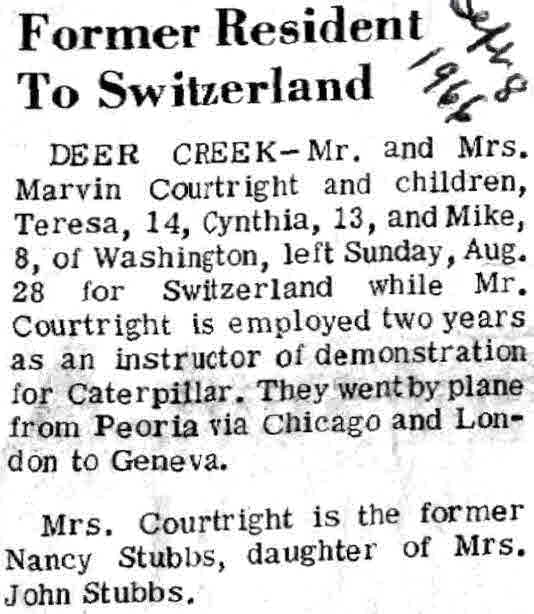 Former Resident
To Switzerland
Sept 8
1966
DEER CREEK—Mr. and Mrs.
Marvin Courtright and children,
Teresa, 14, Cynthia, 13, and Mike,
8, of Washington, left Sunday, Aug.
28 for Switzerland while Mr.
Courtright is employed two years
as an instructor of demonstration
for Caterpillar. They went by plane
from Peoria via Chicago and Lon-
don to Geneva.
Mrs. Courtright is the former
Nancy Stubbs, daughter of Mrs.
John Stubbs.